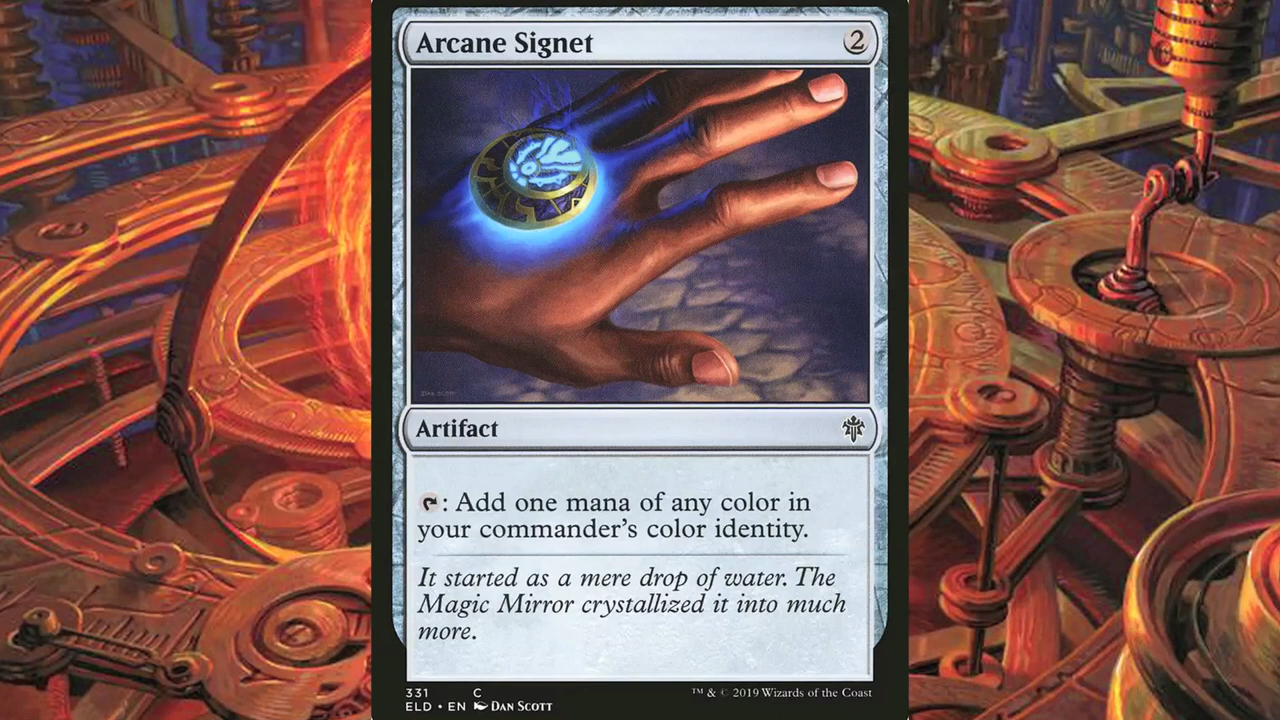 Arcane Signet 2
Artifact
: Add one mana of any color in
your commander's color identity.
It started as a mere drop of water. The
Magic Mirror crystallized it into much
more.
331 C
ELD • EN DAN SCOTT
™ & © 2019 Wizards of the Coast